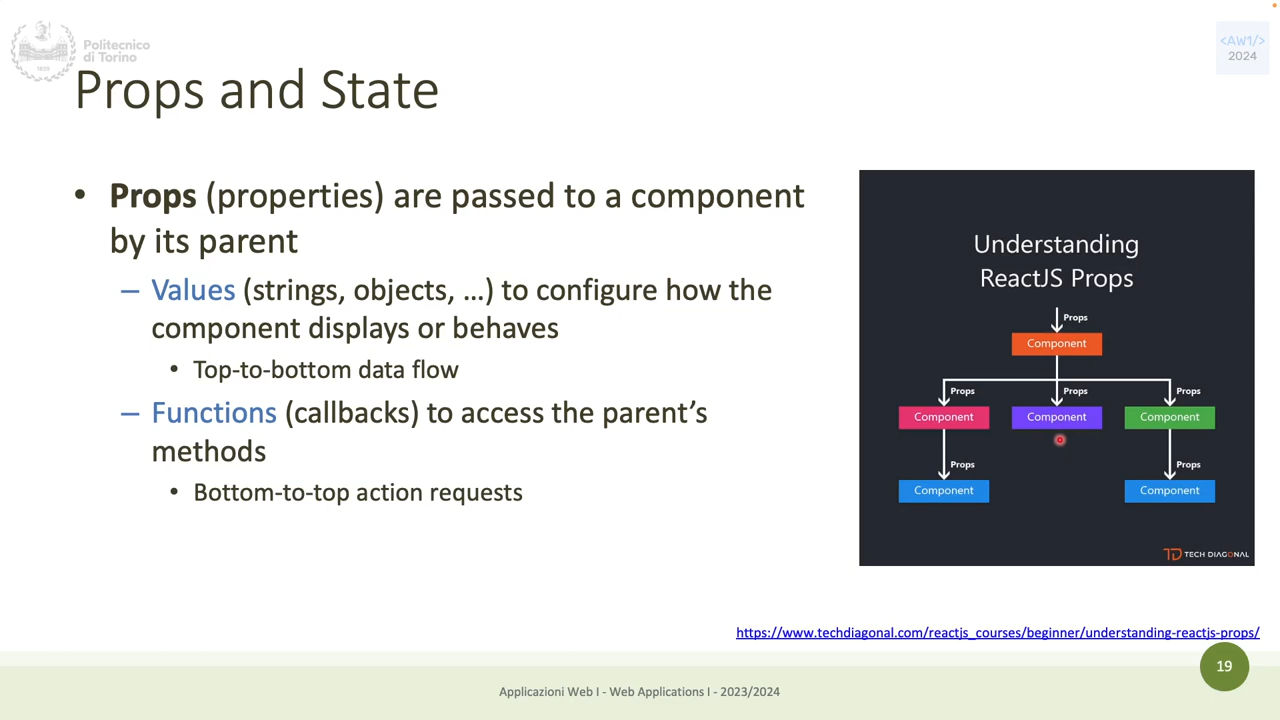 Politecnico
di Torino
1859
<AW1/>
2024
Props and State
• Props (properties) are passed to a component
by its parent
– Values (strings, objects, …) to configure how the
component displays or behaves
• Top-to-bottom data flow
– Functions (callbacks) to access the parent’s
methods
• Bottom-to-top action requests
Understanding
ReactJS Props
Props
Component
Props Props Props
Component Component Component
Props Props
Component Component
TD TECH DIAGONAL
https://www.techdiagonal.com/reactjs_courses/beginner/understanding-reactjs-props/
19
Applicazioni Web I - Web Applications I - 2023/2024